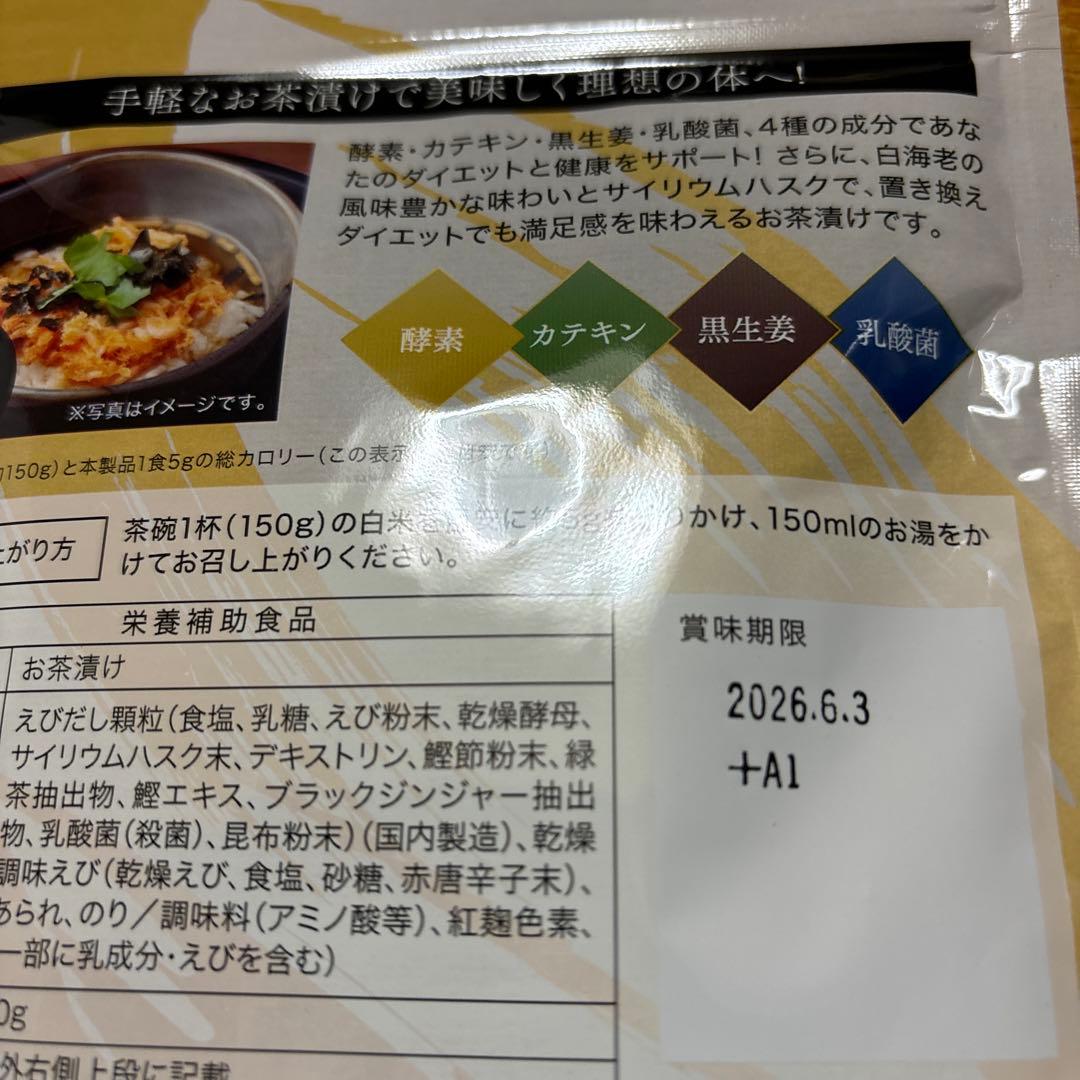 手軽なお茶漬けで美味しく理想の体へ!
酵素・カテキン・黒生姜・乳酸菌、4種の成分であな
たのダイエットと健康をサポート! さらに、白海老の
風味豊かな味わいとサイリウムハスクで、置き換え
ダイエットでも満足感を味わえるお茶漬けです。
酵素
カテキン
黒生姜
乳酸菌
※写真はイメージです。
150g)と本製品1食5gの総カロリー(この表示
がり方
茶碗1杯(150g)の白米
かけ、150mlのお湯をか
けてお召し上がりください。
栄養補助食品
お茶漬け
えびだし顆粒(食塩、乳糖、えび粉末、乾燥酵母、
サイリウムハスク末、デキストリン、鰹節粉末、緑
茶抽出物、鰹エキス、ブラックジンジャー抽出
物、乳酸菌(殺菌)、昆布粉末)(国内製造)、乾燥
調味えび(乾燥えび、食塩、砂糖、赤唐辛子末)、
あられ、のり/調味料(アミノ酸等)、紅麹色素、
一部に乳成分・えびを含む)
0g
外右側上段に記載
賞味期限
2026.6.3
+A1